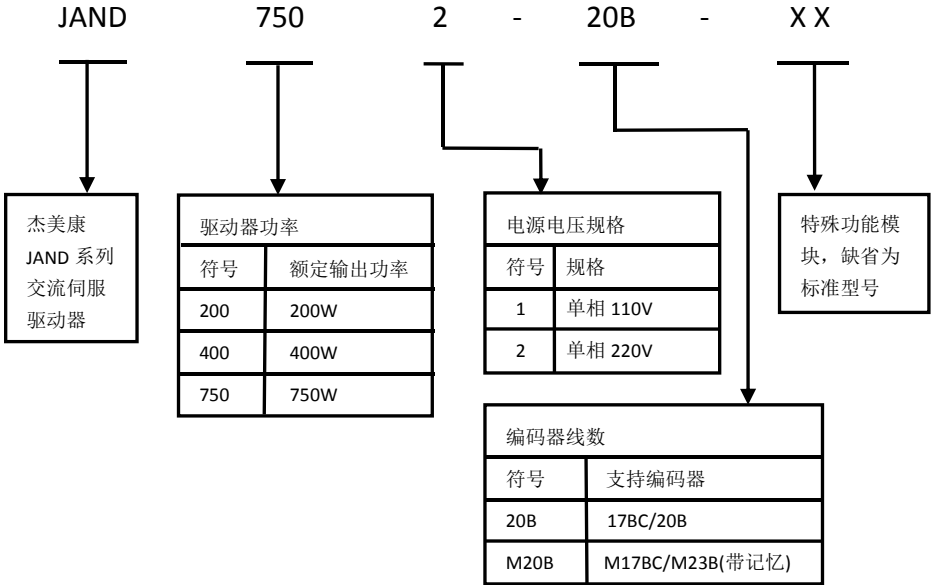 JAND 750 2 - 20B - X X
杰美康
JAND 系列
交流伺服
驱动器
驱动器功率
符号 额定输出功率
200 200W
400 400W
750 750W
电源电压规格
符号 规格
1 单相 110V
2 单相 220V
特殊功能模
块，缺省为
标准型号
编码器线数
符号 支持编码器
20B 17BC/20B
M20B M17BC/M23B(带记忆)